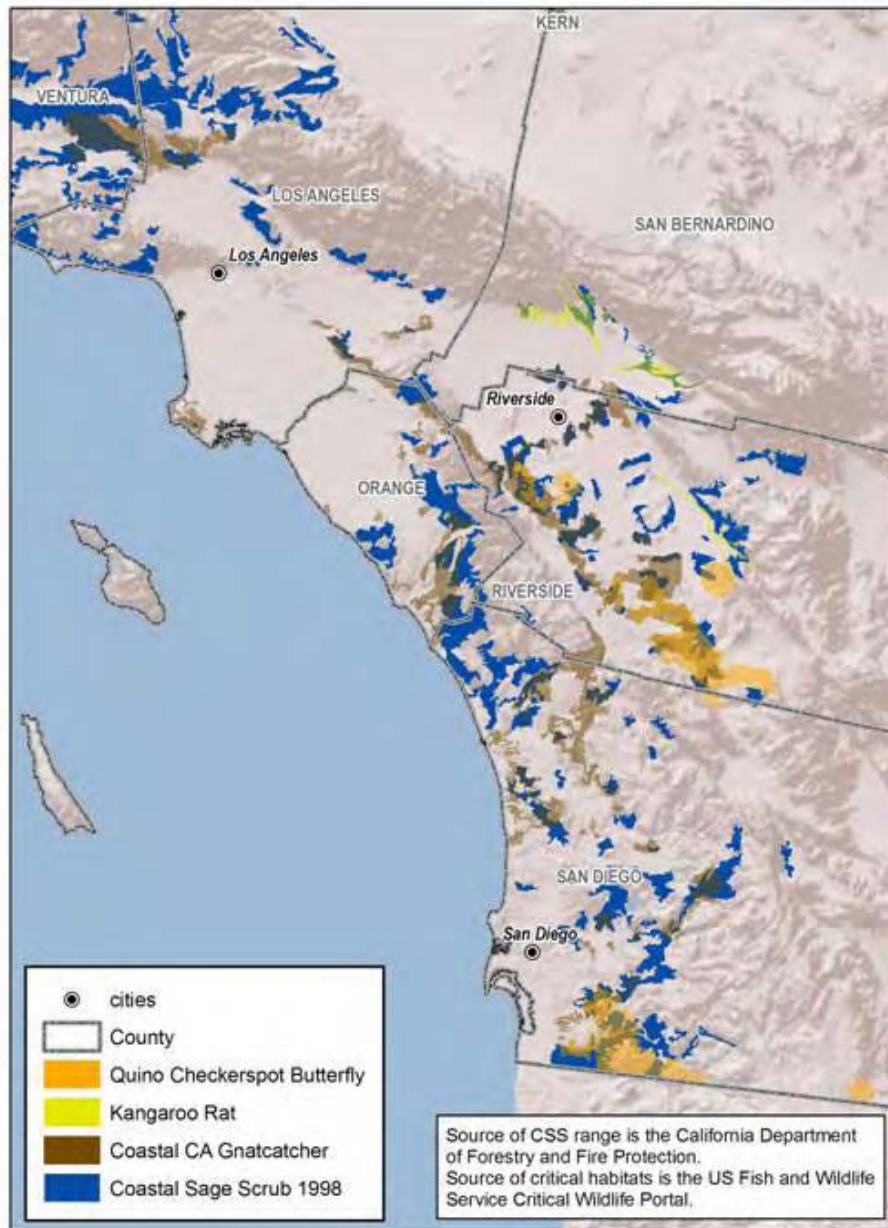 KERN
VENTURA
LOS ANGELES
SAN BERNARDINO
Los Angeles
Riverside
ORANGE
RIVERSIDE
SAN DIEGO
San Diego
cities
County
Quino Checkerspot Butterfly
Kangaroo Rat
Coastal CA Gnatcatcher
Coastal Sage Scrub 1998
Source of CSS range is the California Department
of Forestry and Fire Protection.
Source of critical habitats is the US Fish and Wildlife
Service Critical Wildlife Portal.